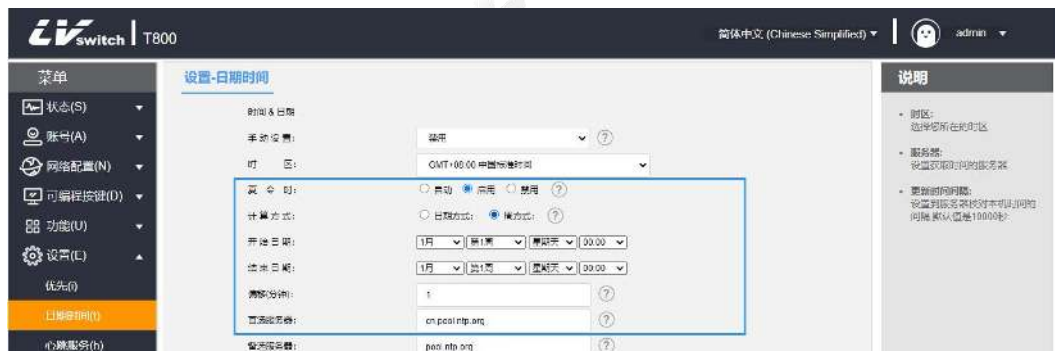 LV switch T800
简体中文 (Chinese Simplified)
admin
菜单
状态(S)
账号(A)
网络配置(N)
可编程按键(D)
功能(U)
设置(E)
优先(i)
日期时间(t)
心跳服务(h)
设置-日期时间
时间 & 日期
手动设置: 禁用
时 区: GMT+08:00 中国标准时间
夏 令 时: 自动 启用 禁用
计算方式: 日期方式: 周方式:
开始日期: 1月 第1周 星期天 00:00
结束日期: 1月 第1周 星期天 00:00
偏移(分钟): 1
首选服务器: cn.pool.ntp.org
备选服务器: pool.ntp.org
说明
时区:
选择您所在的时区
服务器:
设置获取时间的服务器
更新时间间隔:
设置到服务器校对本机时间的
间隔,默认值是10000秒